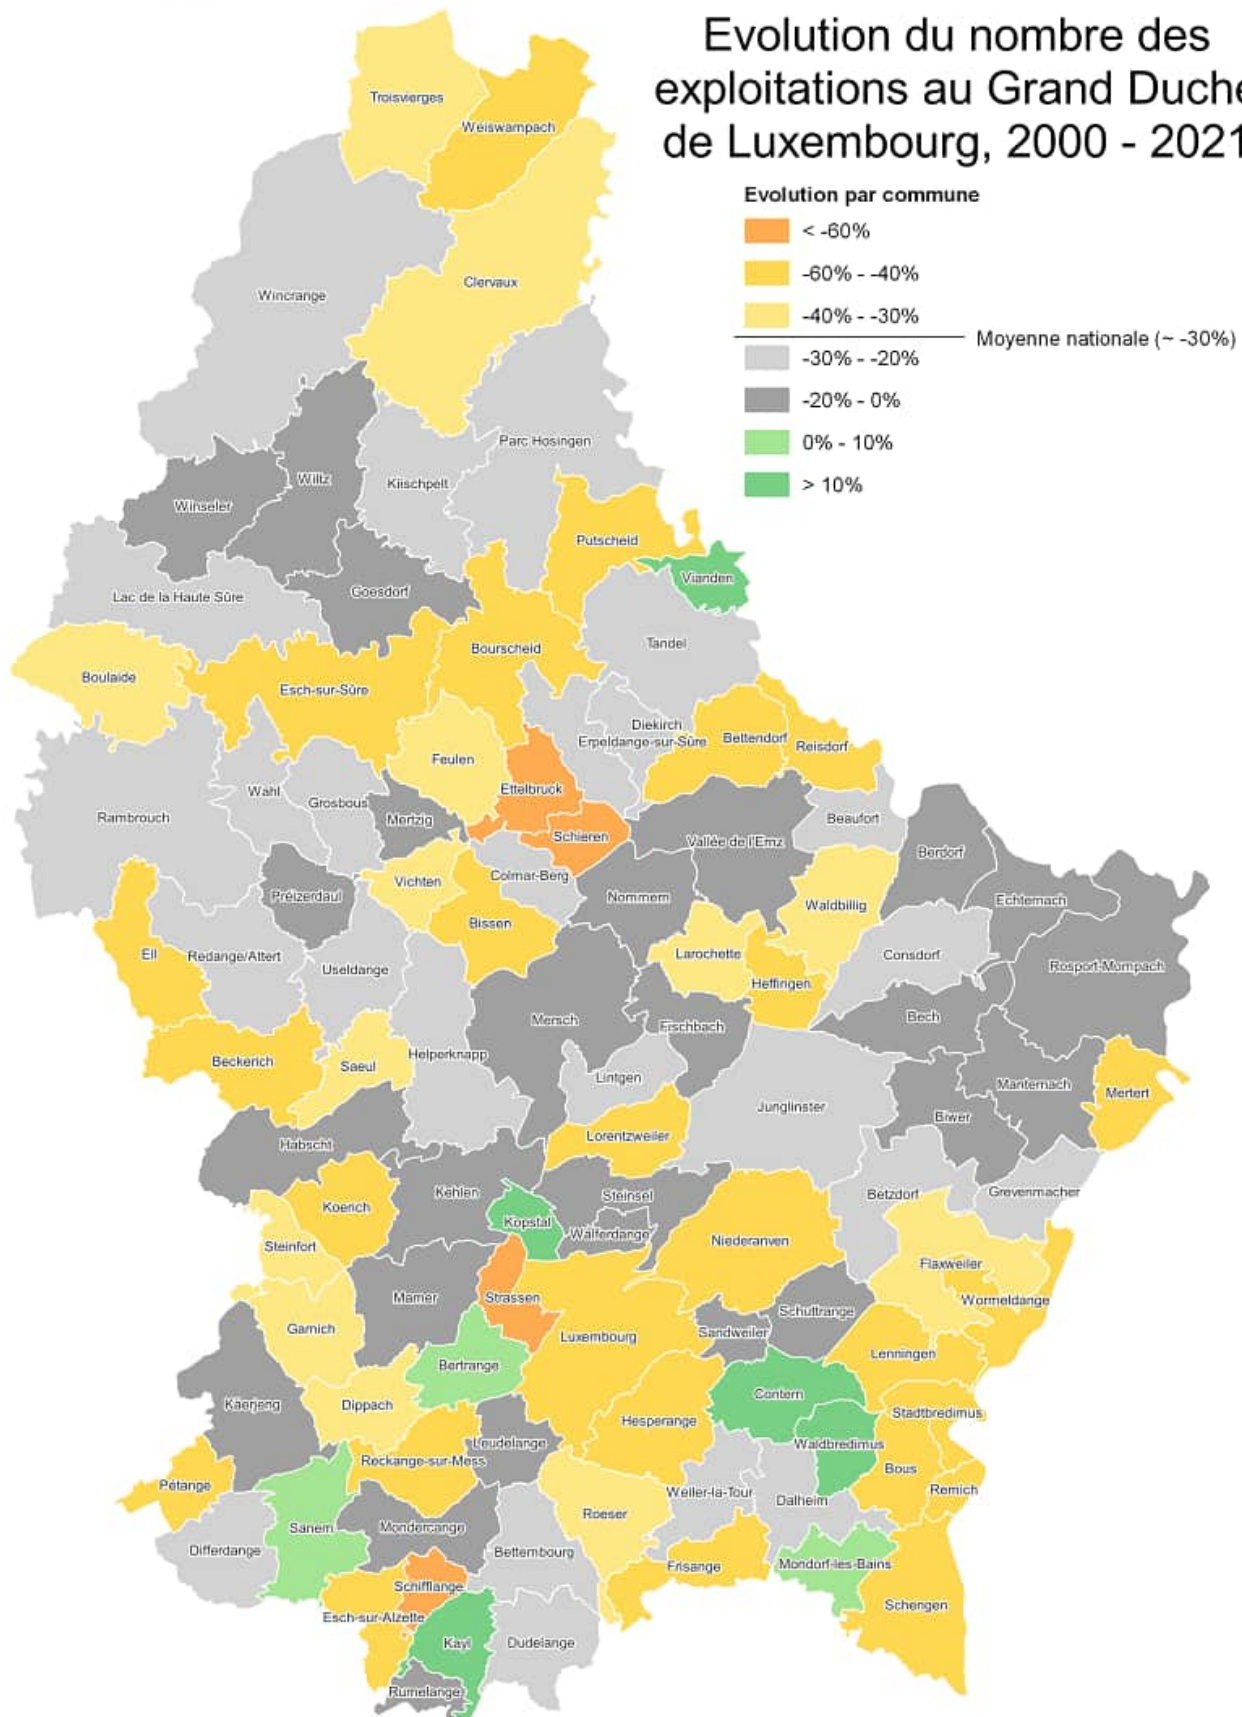 Evolution du nombre des
exploitations au Grand Duché
de Luxembourg, 2000 - 2021
Evolution par commune
< -60%
-60% - -40%
-40% - -30%
Moyenne nationale (~ -30%)
-30% - -20%
-20% - 0%
0% - 10%
> 10%
Troisvierges
Weiswampach
Clervaux
Wincrange
Parc Hosingen
Wiltz
Kiischpelt
Winseler
Putscheid
Vianden
Goesdorf
Lac de la Haute Sûre
Tandel
Bourscheid
Boulaide
Esch-sur-Sûre
Diekirch
Erpeldange-sur-Sûre
Bettendorf
Reisdorf
Feulen
Ettelbruck
Wahl
Grosbous
Rambrouch
Mertzig
Beaufort
Schieren
Vallée de l'Ernz
Berdorf
Colmar-Berg
Vichten
Préizerdaul
Nommern
Echternach
Waldbillig
Bissen
Ell
Redange/Attert
Larochette
Consdorf
Useldange
Rosport-Mompach
Heffingen
Mersch
Bech
Fischbach
Helperknapp
Beckerich
Saeul
Lintgen
Manternach
Mertert
Junglinster
Biwer
Lorentzweiler
Habscht
Kehlen
Steinsel
Betzdorf
Grevenmacher
Koerich
Kopstal
Walferdange
Niederanven
Steinfort
Flaxweiler
Mamer
Strassen
Wormeldange
Schuttrange
Garnich
Sandweiler
Luxembourg
Lenningen
Bertrange
Contern
Käerjeng
Dippach
Stadtbredimus
Hesperange
Leudelange
Waldbredimus
Reckange-sur-Mess
Bous
Pétange
Remich
Weiler-la-Tour
Dalheim
Roeser
Sanem
Mondercange
Differdange
Bettembourg
Mondorf-les-Bains
Frisange
Schifflange
Schengen
Esch-sur-Alzette
Kayl
Dudelange
Rumelange